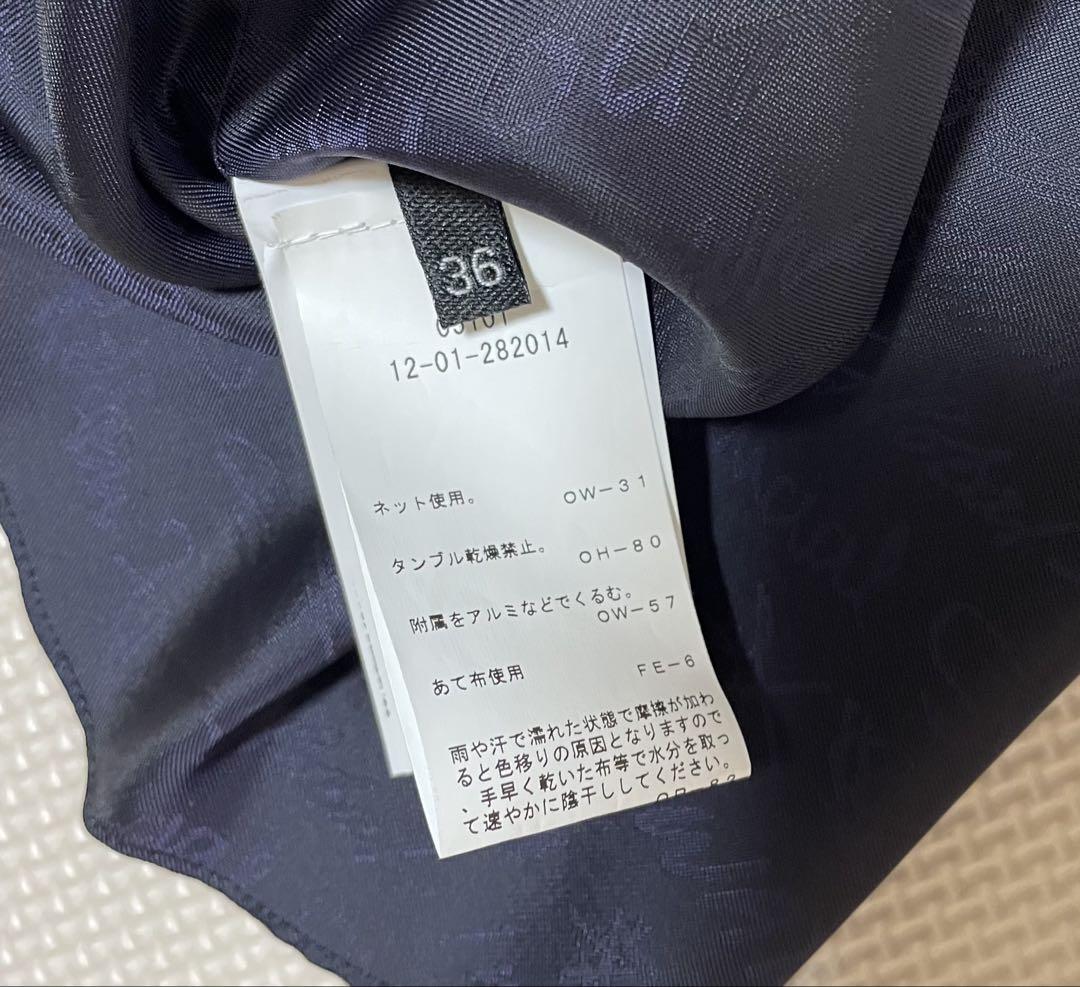 36
12-01-282014
ネット使用。 OW-31
タンブル乾燥禁止。 OH-80
附属をアルミなどでくるむ。
OW-57
あて布使用 FE-6
雨や汗で濡れた状態で摩擦が加わ
ると色移りの原因となりますので
、手早く乾いた布等で水分を取っ
て速やかに陰干ししてください。